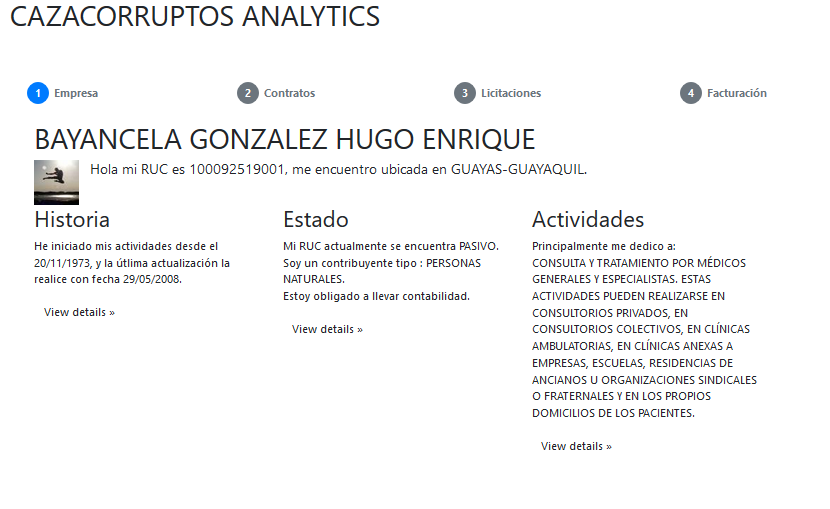 CAZACORRUPTOS ANALYTICS
1 Empresa
2 Contratos
3 Licitaciones
4 Facturación
BAYANCELA GONZALEZ HUGO ENRIQUE
Hola mi RUC es 100092519001, me encuentro ubicada en GUAYAS-GUAYAQUIL.
Historia
He iniciado mis actividades desde el
20/11/1973, y la útlima actualización la
realice con fecha 29/05/2008.
View details »
Estado
Mi RUC actualmente se encuentra PASIVO.
Soy un contribuyente tipo : PERSONAS
NATURALES.
Estoy obligado a llevar contabilidad.
View details »
Actividades
Principalmente me dedico a:
CONSULTA Y TRATAMIENTO POR MÉDICOS
GENERALES Y ESPECIALISTAS. ESTAS
ACTIVIDADES PUEDEN REALIZARSE EN
CONSULTORIOS PRIVADOS, EN
CONSULTORIOS COLECTIVOS, EN CLÍNICAS
AMBULATORIAS, EN CLÍNICAS ANEXAS A
EMPRESAS, ESCUELAS, RESIDENCIAS DE
ANCIANOS U ORGANIZACIONES SINDICALES
O FRATERNALES Y EN LOS PROPIOS
DOMICILIOS DE LOS PACIENTES.
View details »